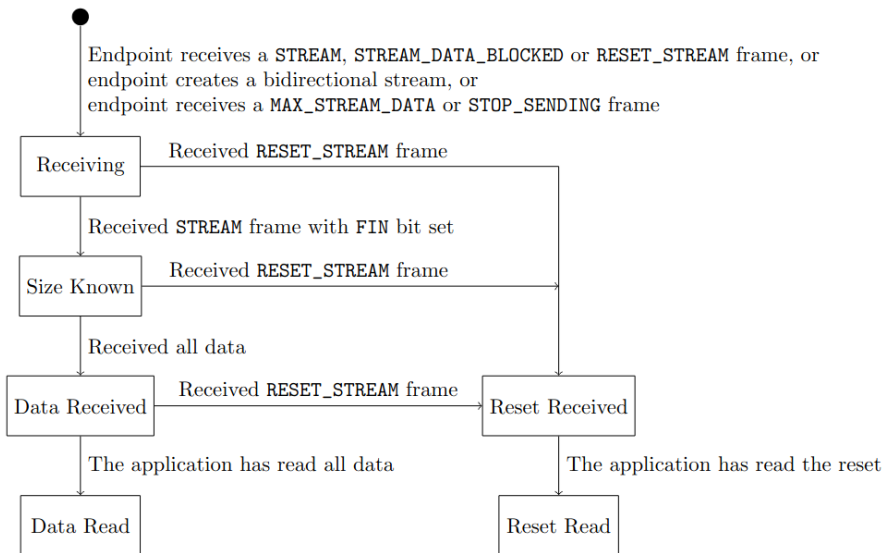 Endpoint receives a STREAM, STREAM_DATA_BLOCKED or RESET_STREAM frame, or
endpoint creates a bidirectional stream, or
endpoint receives a MAX_STREAM_DATA or STOP_SENDING frame
Receiving
Received RESET_STREAM frame
Received STREAM frame with FIN bit set
Size Known
Received RESET_STREAM frame
Received all data
Data Received
Received RESET_STREAM frame
Reset Received
The application has read all data
The application has read the reset
Data Read
Reset Read